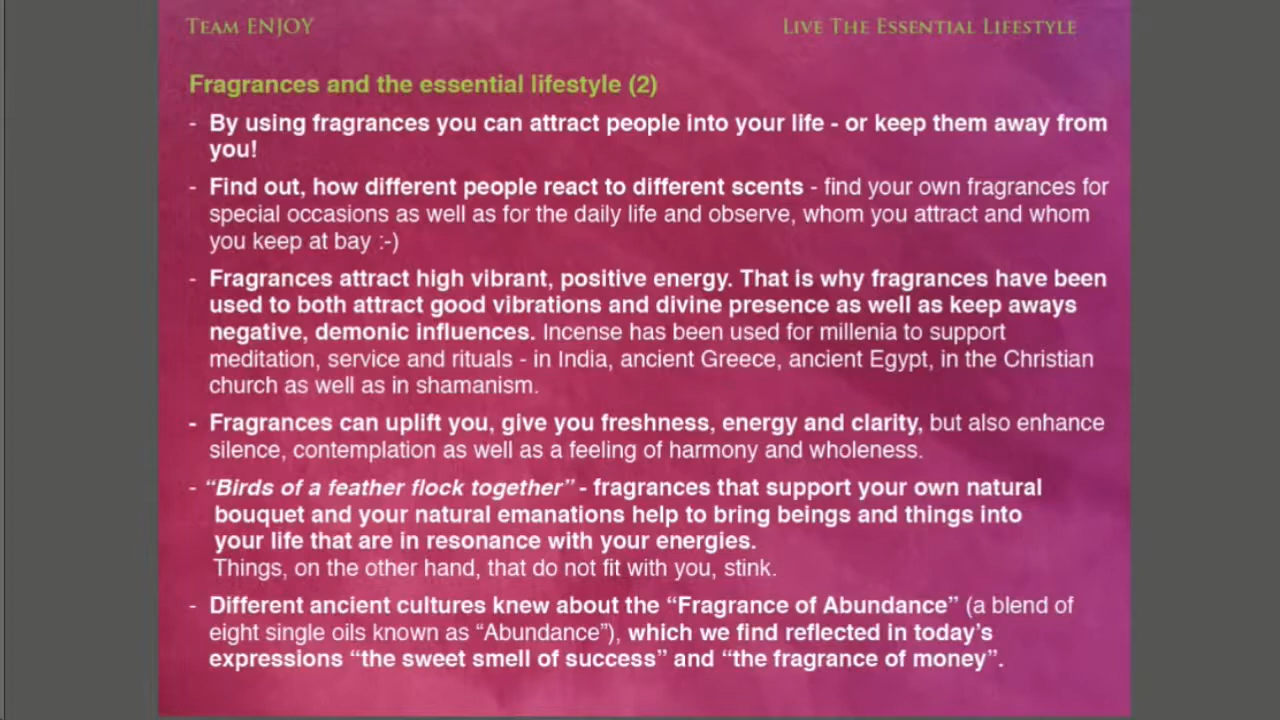 TEAM ENJOY
LIVE THE ESSENTIAL LIFESTYLE
Fragrances and the essential lifestyle (2)
- By using fragrances you can attract people into your life - or keep them away from
you!
- Find out, how different people react to different scents - find your own fragrances for
special occasions as well as for the daily life and observe, whom you attract and whom
you keep at bay :-)
- Fragrances attract high vibrant, positive energy. That is why fragrances have been
used to both attract good vibrations and divine presence as well as keep aways
negative, demonic influences. Incense has been used for millenia to support
meditation, service and rituals - in India, ancient Greece, ancient Egypt, in the Christian
church as well as in shamanism.
- Fragrances can uplift you, give you freshness, energy and clarity, but also enhance
silence, contemplation as well as a feeling of harmony and wholeness.
- “Birds of a feather flock together” - fragrances that support your own natural
bouquet and your natural emanations help to bring beings and things into
your life that are in resonance with your energies.
Things, on the other hand, that do not fit with you, stink.
- Different ancient cultures knew about the “Fragrance of Abundance” (a blend of
eight single oils known as “Abundance”), which we find reflected in today’s
expressions “the sweet smell of success” and “the fragrance of money”.